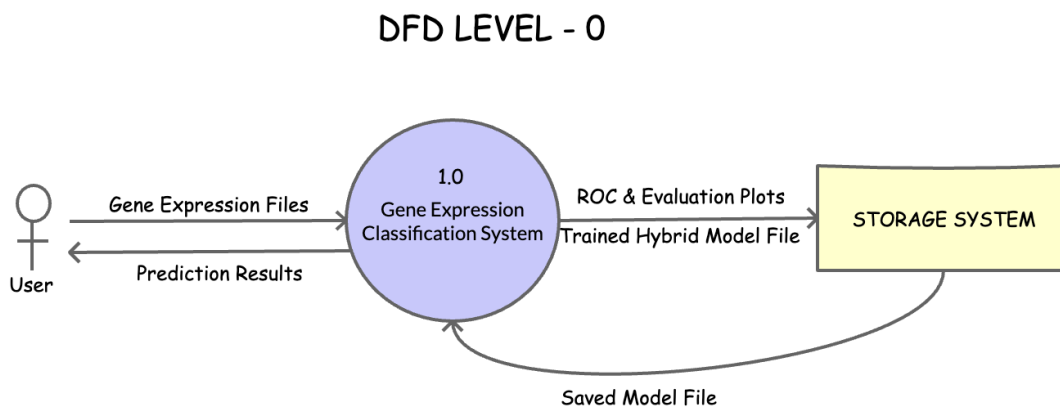 DFD LEVEL - 0
1.0
Gene Expression
Classification System
Gene Expression Files
Prediction Results
User
ROC & Evaluation Plots
Trained Hybrid Model File
STORAGE SYSTEM
Saved Model File